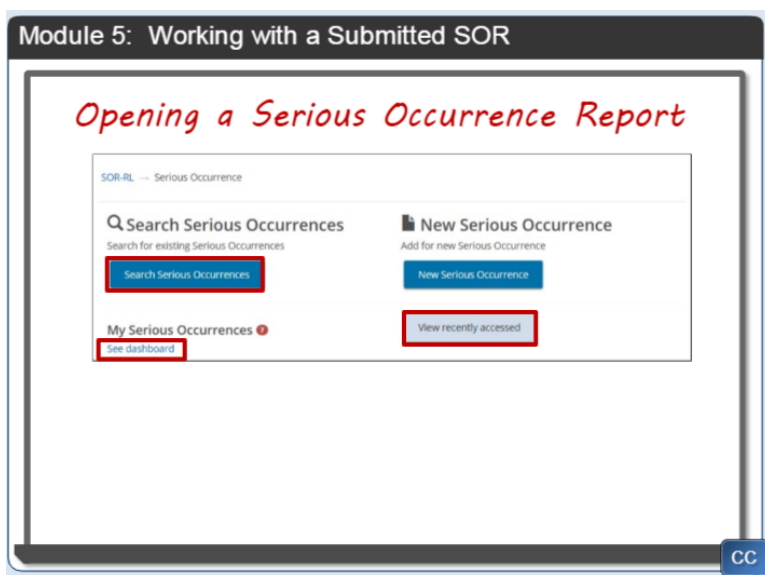 Module 5: Working with a Submitted SOR
Opening a Serious Occurrence Report
SOR-RL → Serious Occurrence
Search Serious Occurrences
Search for existing Serious Occurrences
Search Serious Occurrences
New Serious Occurrence
Add for new Serious Occurrence
New Serious Occurrence
My Serious Occurrences
See dashboard
View recently accessed
CC